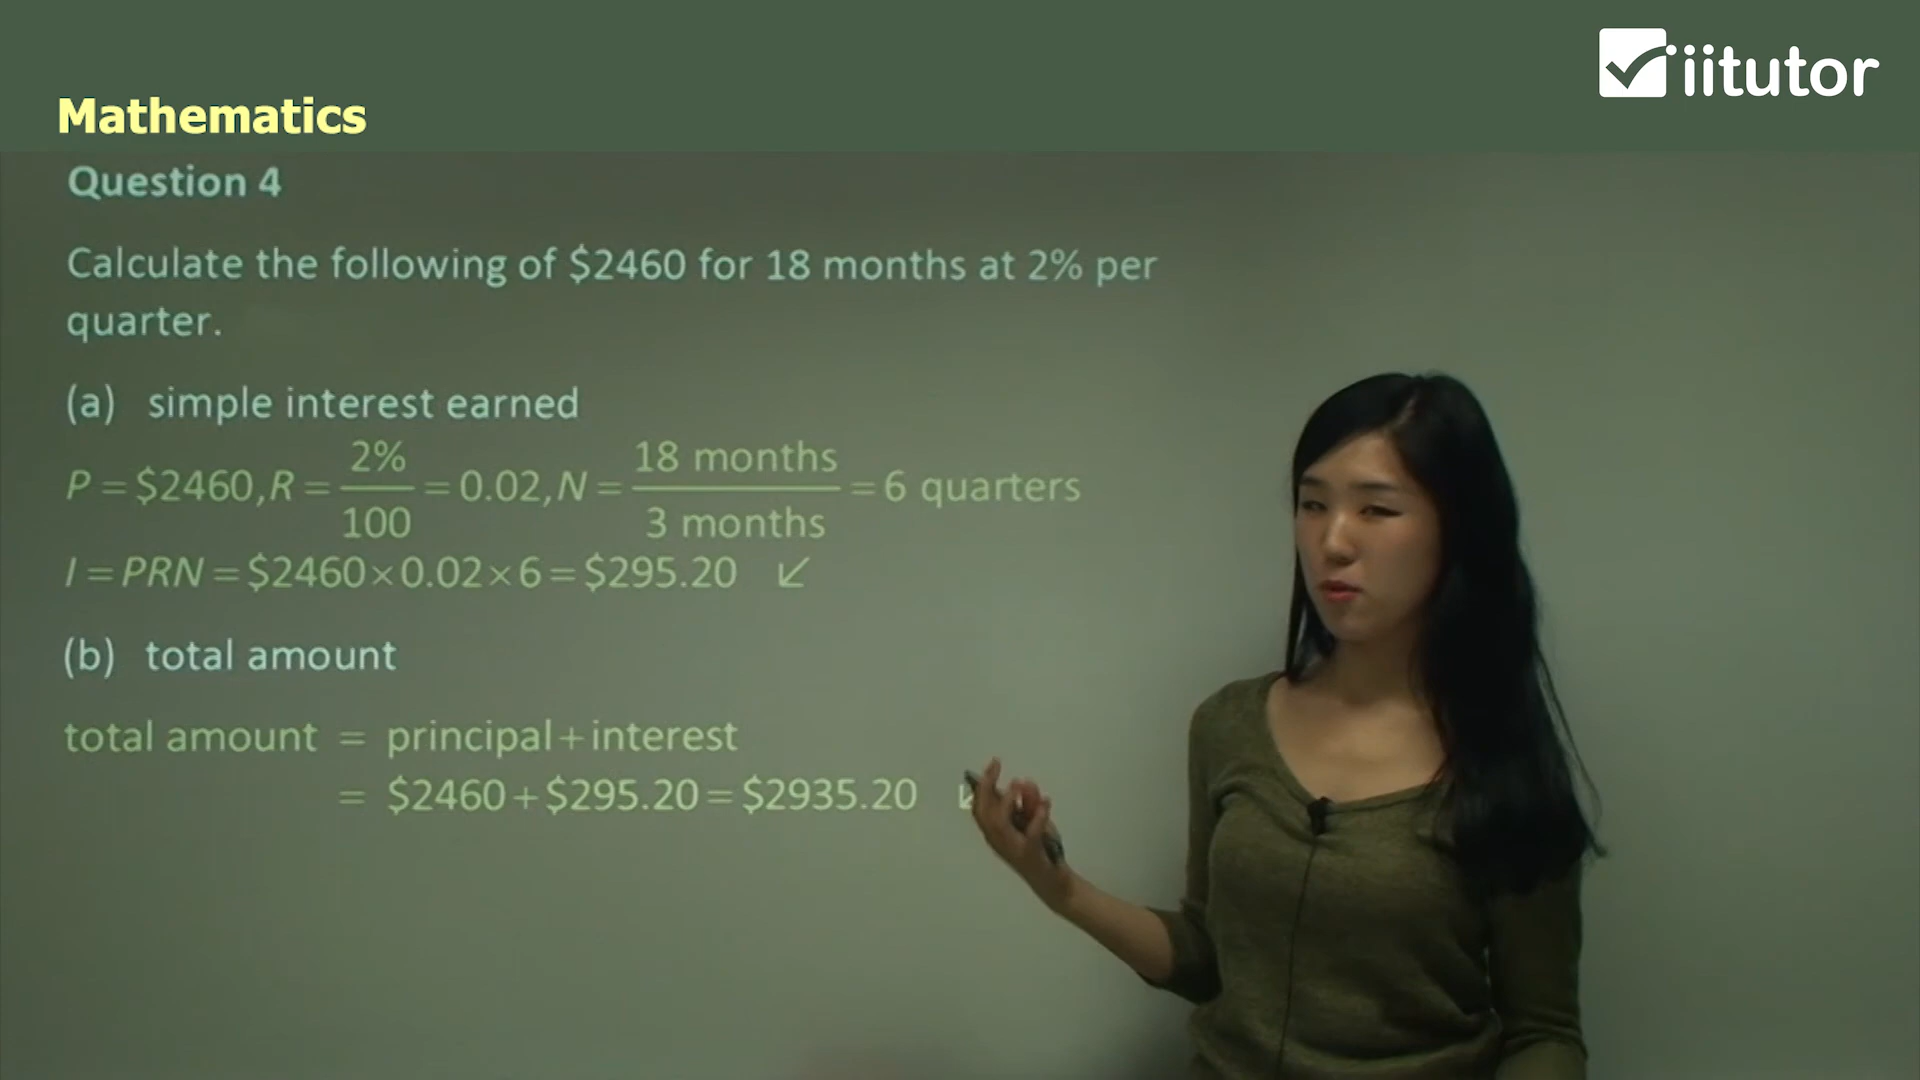 iitutor
Mathematics
Question 4
Calculate the following of $2460 for 18 months at 2% per
quarter.
(a) simple interest earned
P = $2460, R = 2%/100 = 0.02, N = 18 months/3 months = 6 quarters
I = PRN = $2460 × 0.02 × 6 = $295.20 ↙
(b) total amount
total amount = principal + interest
= $2460 + $295.20 = $2935.20 ↙